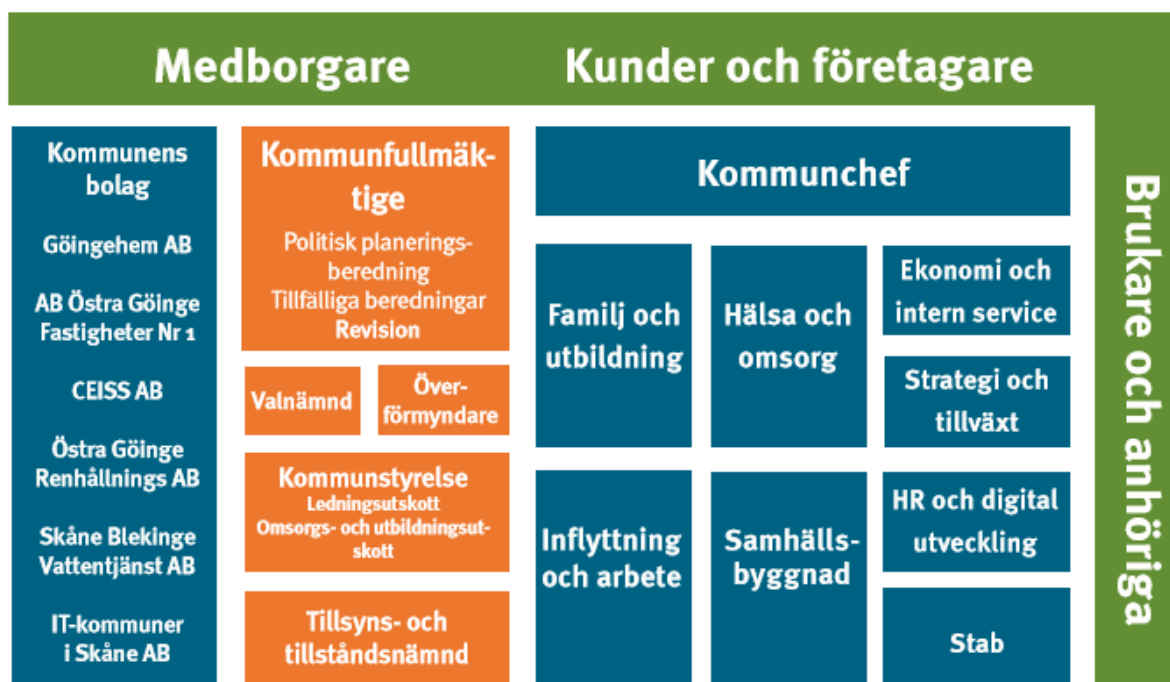 Medborgare
Kunder och företagare
Brukare och anhöriga
Kommunens
bolag
Göingehem AB
AB Östra Göinge
Fastigheter Nr 1
CEISS AB
Östra Göinge
Renhållnings AB
Skåne Blekinge
Vattentjänst AB
IT-kommuner
i Skåne AB
Kommunfullmäk-
tige
Politisk planerings-
beredning
Tillfälliga beredningar
Revision
Valnämnd
Över-
förmyndare
Kommunstyrelse
Ledningsutskott
Omsorgs- och utbildningsut-
skott
Tillsyns- och
tillståndsnämnd
Kommunchef
Familj och
utbildning
Hälsa och
omsorg
Ekonomi och
intern service
Strategi och
tillväxt
Inflyttning
och arbete
Samhälls-
byggnad
HR och digital
utveckling
Stab